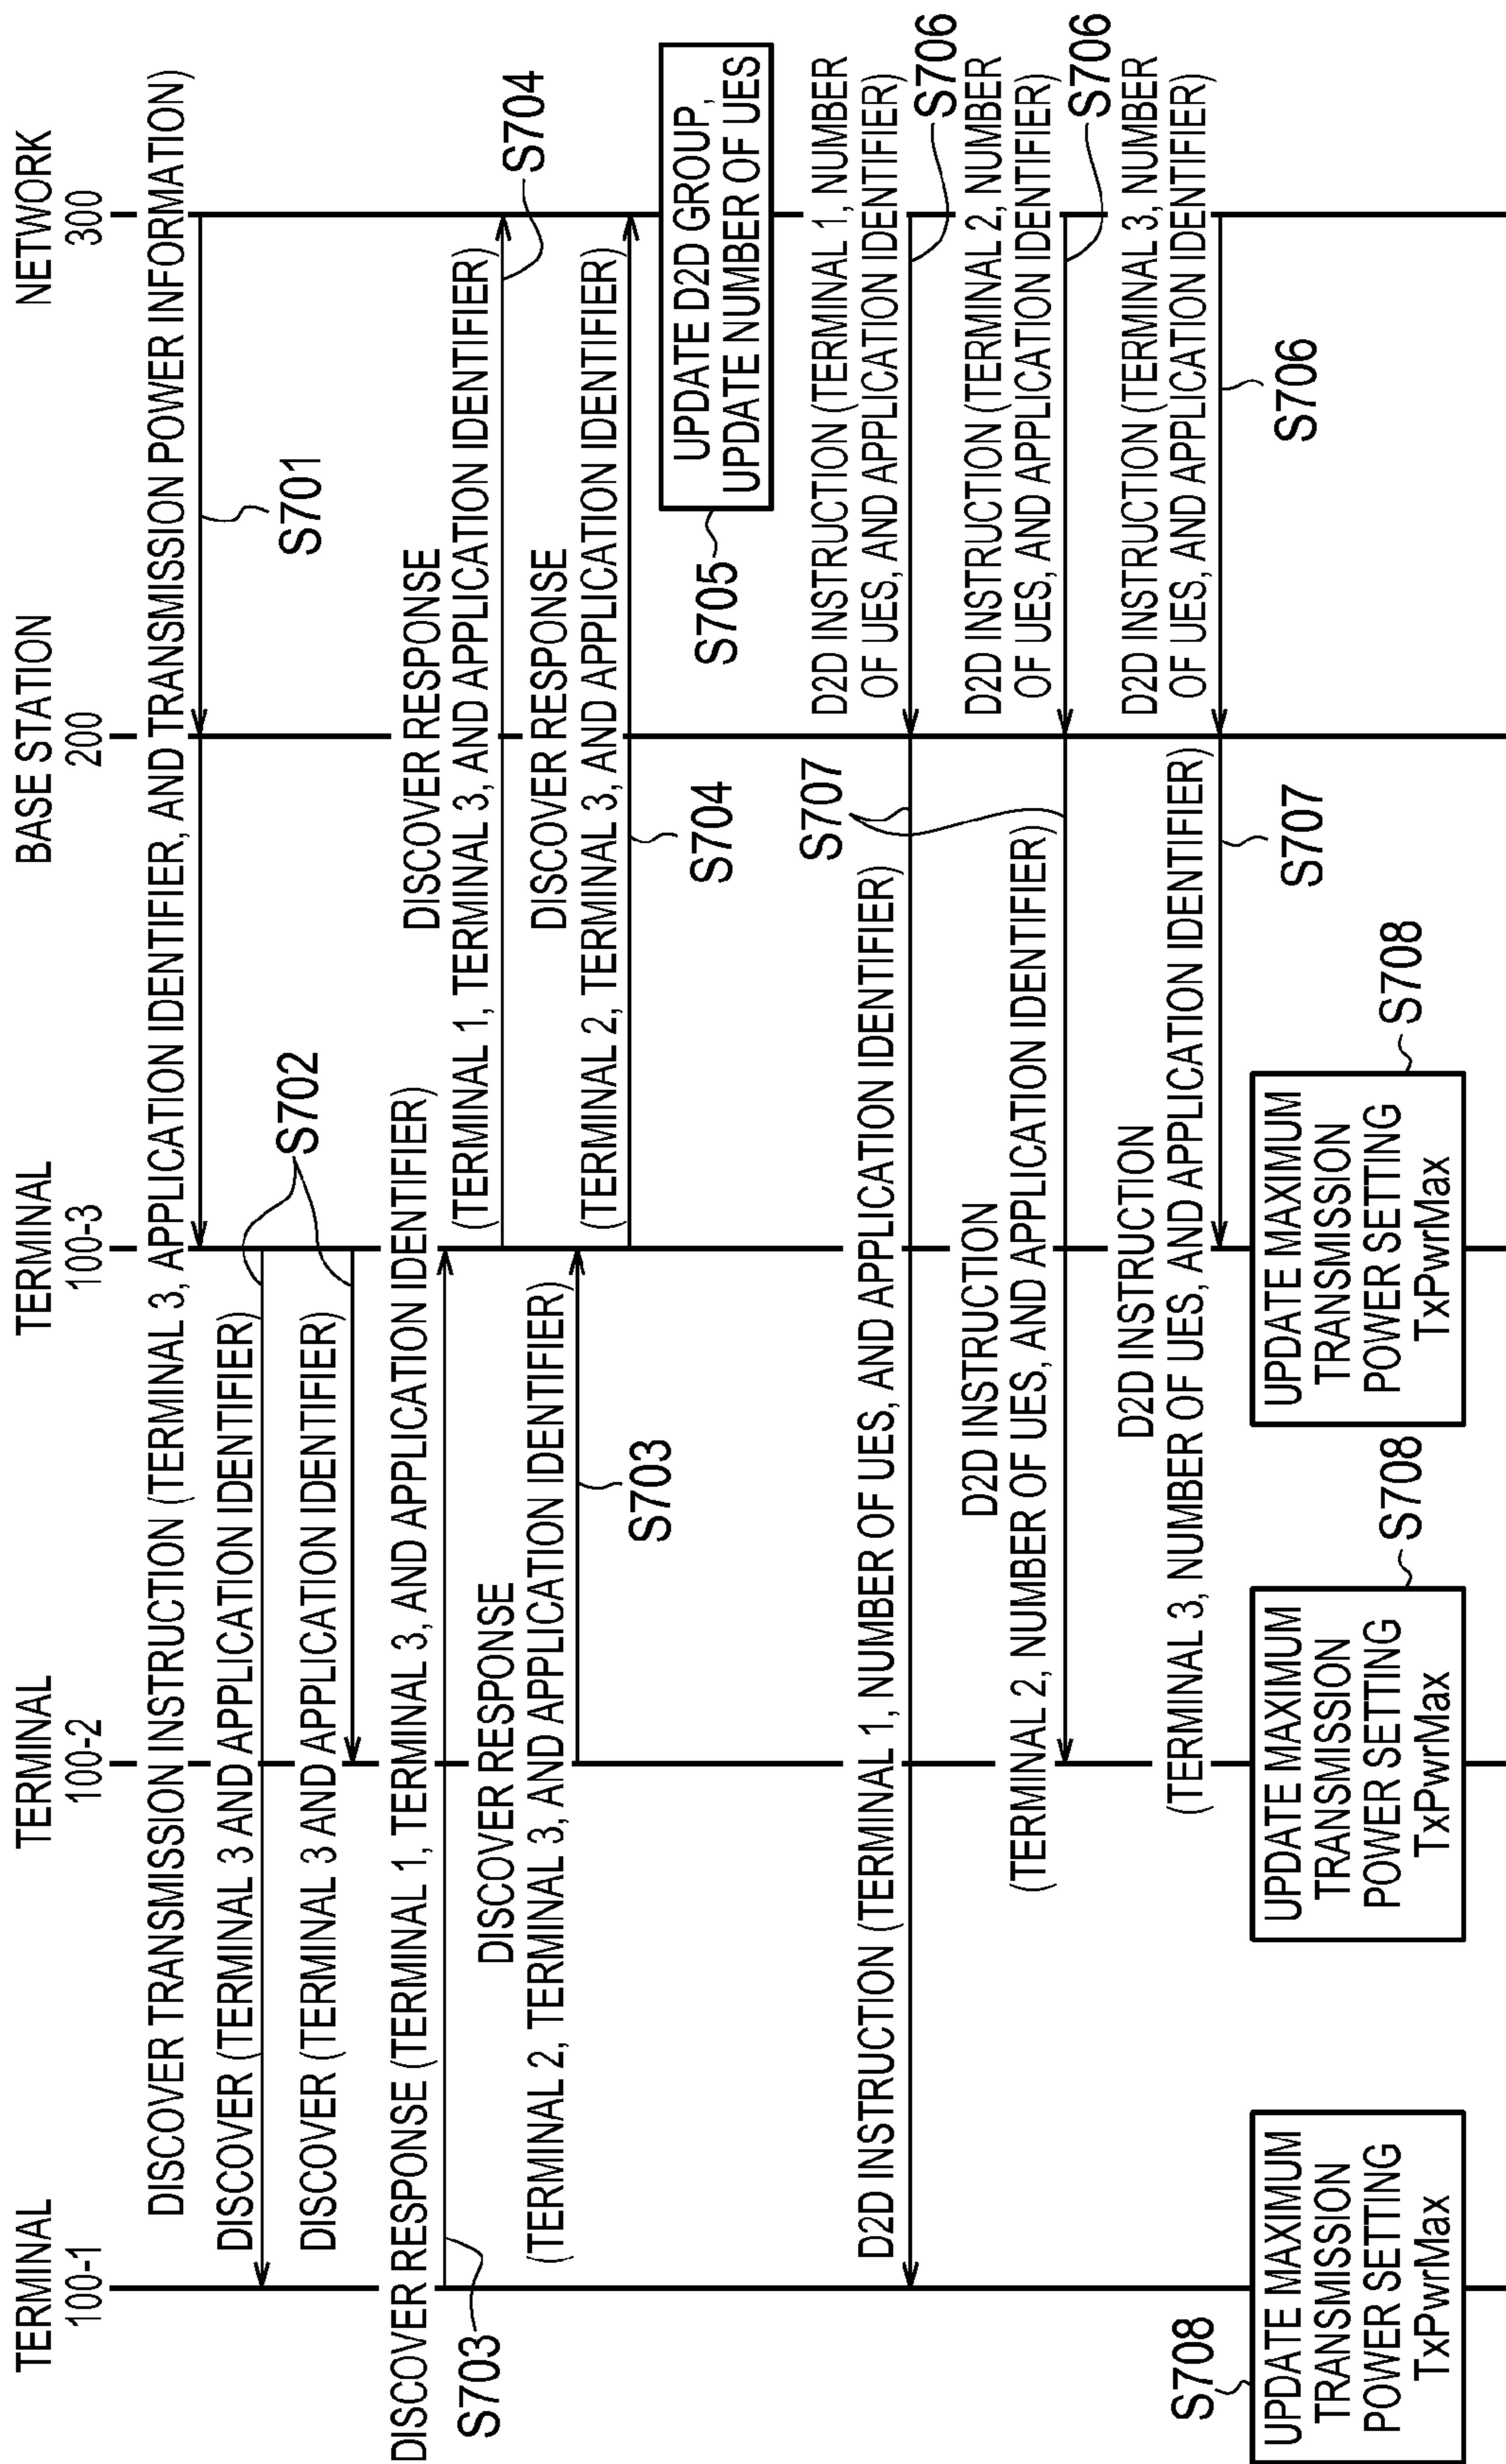 TERMINAL
100-1
TERMINAL
100-2
TERMINAL
100-3
BASE STATION
200
NETWORK
300
DISCOVER TRANSMISSION INSTRUCTION (TERMINAL 3, APPLICATION IDENTIFIER, AND TRANSMISSION POWER INFORMATION)
S701
DISCOVER (TERMINAL 3 AND APPLICATION IDENTIFIER)
S702
DISCOVER (TERMINAL 3 AND APPLICATION IDENTIFIER)
DISCOVER RESPONSE (TERMINAL 1, TERMINAL 3, AND APPLICATION IDENTIFIER)
S703
DISCOVER RESPONSE
(TERMINAL 1, TERMINAL 3, AND APPLICATION IDENTIFIER)
S704
DISCOVER RESPONSE
(TERMINAL 2, TERMINAL 3, AND APPLICATION IDENTIFIER)
S703
DISCOVER RESPONSE
(TERMINAL 2, TERMINAL 3, AND APPLICATION IDENTIFIER)
S704
UPDATE D2D GROUP,
UPDATE NUMBER OF UES
S705
D2D INSTRUCTION (TERMINAL 1, NUMBER
OF UES, AND APPLICATION IDENTIFIER)
S706
D2D INSTRUCTION (TERMINAL 1, NUMBER OF UES, AND APPLICATION IDENTIFIER)
S707
D2D INSTRUCTION (TERMINAL 2, NUMBER
OF UES, AND APPLICATION IDENTIFIER)
S706
D2D INSTRUCTION
(TERMINAL 2, NUMBER OF UES, AND APPLICATION IDENTIFIER)
D2D INSTRUCTION (TERMINAL 3, NUMBER
OF UES, AND APPLICATION IDENTIFIER)
S706
D2D INSTRUCTION
(TERMINAL 3, NUMBER OF UES, AND APPLICATION IDENTIFIER)
S707
S708
UPDATE MAXIMUM
TRANSMISSION
POWER SETTING
TxPwrMax
S708
UPDATE MAXIMUM
TRANSMISSION
POWER SETTING
TxPwrMax
S708
UPDATE MAXIMUM
TRANSMISSION
POWER SETTING
TxPwrMax